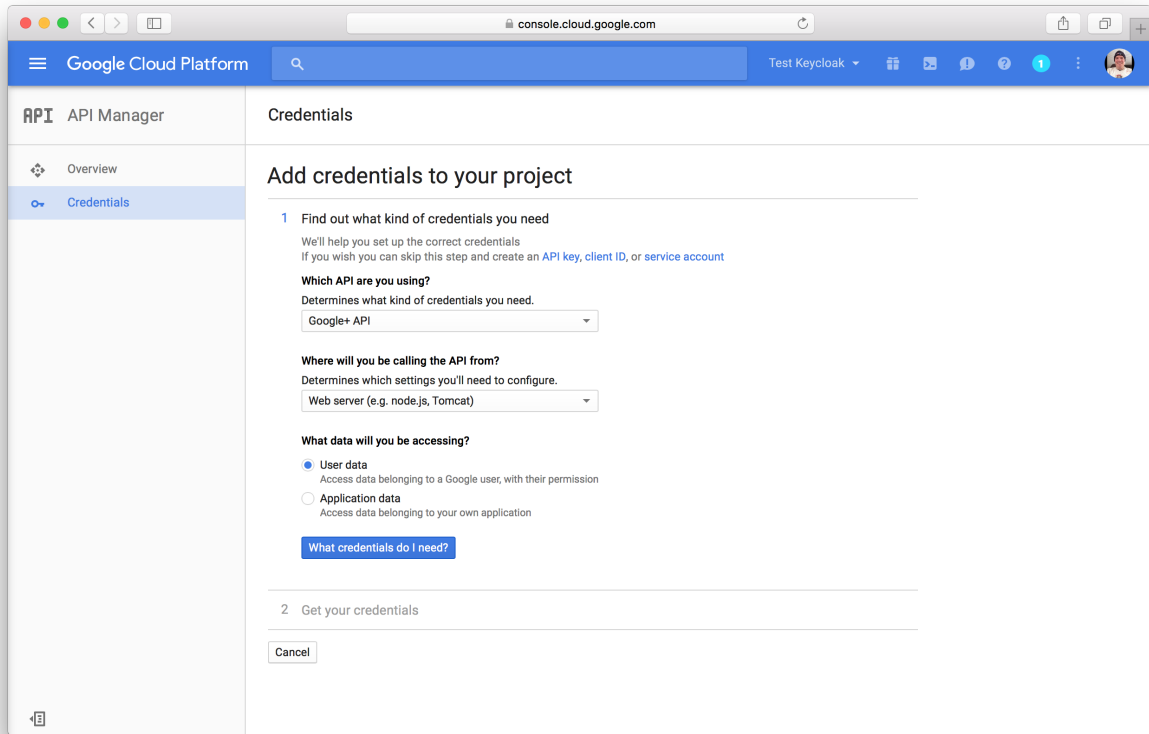 console.cloud.google.com
Google Cloud Platform
Test Keycloak
1
API API Manager
Credentials
Overview
Credentials
Add credentials to your project
1 Find out what kind of credentials you need
We'll help you set up the correct credentials
If you wish you can skip this step and create an API key, client ID, or service account
Which API are you using?
Determines what kind of credentials you need.
Google+ API
Where will you be calling the API from?
Determines which settings you'll need to configure.
Web server (e.g. node.js, Tomcat)
What data will you be accessing?
User data
Access data belonging to a Google user, with their permission
Application data
Access data belonging to your own application
What credentials do I need?
2 Get your credentials
Cancel